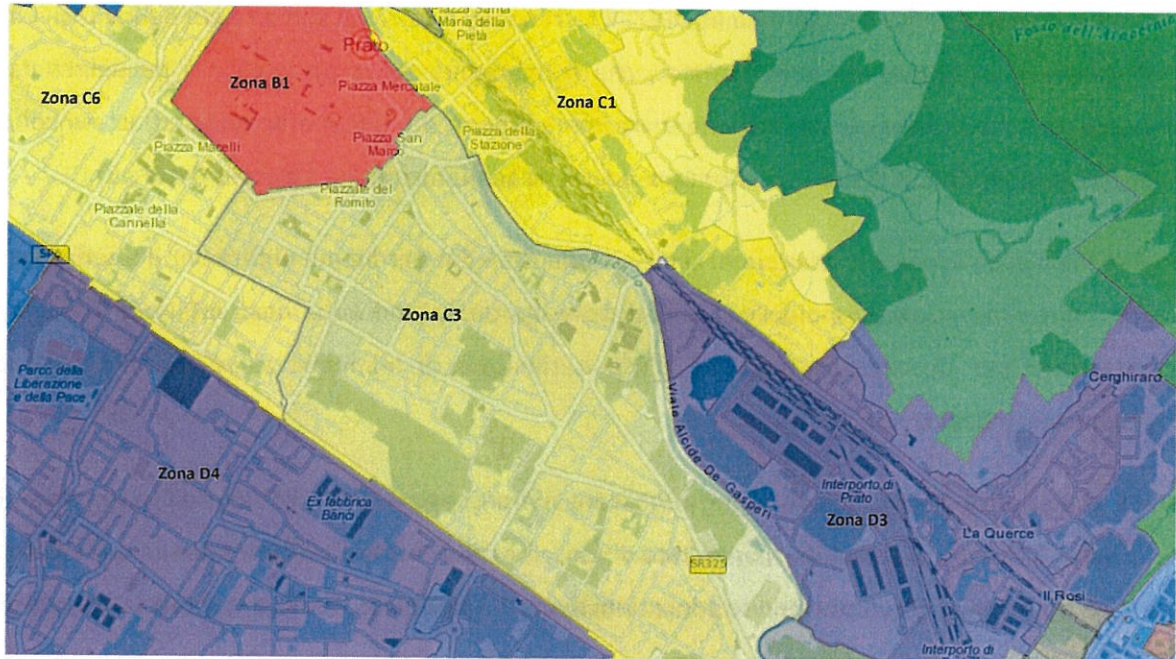 Piazza Santa
Maria della
Pietà
Fosso dell'
Prato
Zona B1
Zona C6
Piazza Mercatale
Zona C1
Piazza Macelli
Piazza San
Marco
Piazza della
Stazione
Piazzale del
Romito
Piazzale della
Cannella
SP6
Zona C3
Parco della
Liberazione
e della Pace
Cerghiraro
Viale Alcide De Gasperi
Zona D4
Interporto di
Prato
Ex fabbrica
Banci
Zona D3
La Querce
SR325
Il Rosi
Interporto di